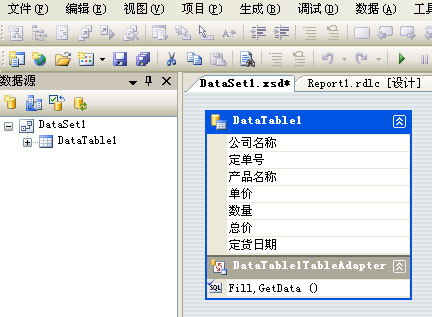 文件(F) 编辑(E) 视图(V) 项目(P) 生成(B) 调试(D) 数据(A)
数据源
DataSet1
DataTable1
DataSet1.xsd* Report1.rdlc [设计]
DataTable1
公司名称
定单号
产品名称
单价
数量
总价
定货日期
DataTable1TableAdapter
SQL Fill,GetData ()